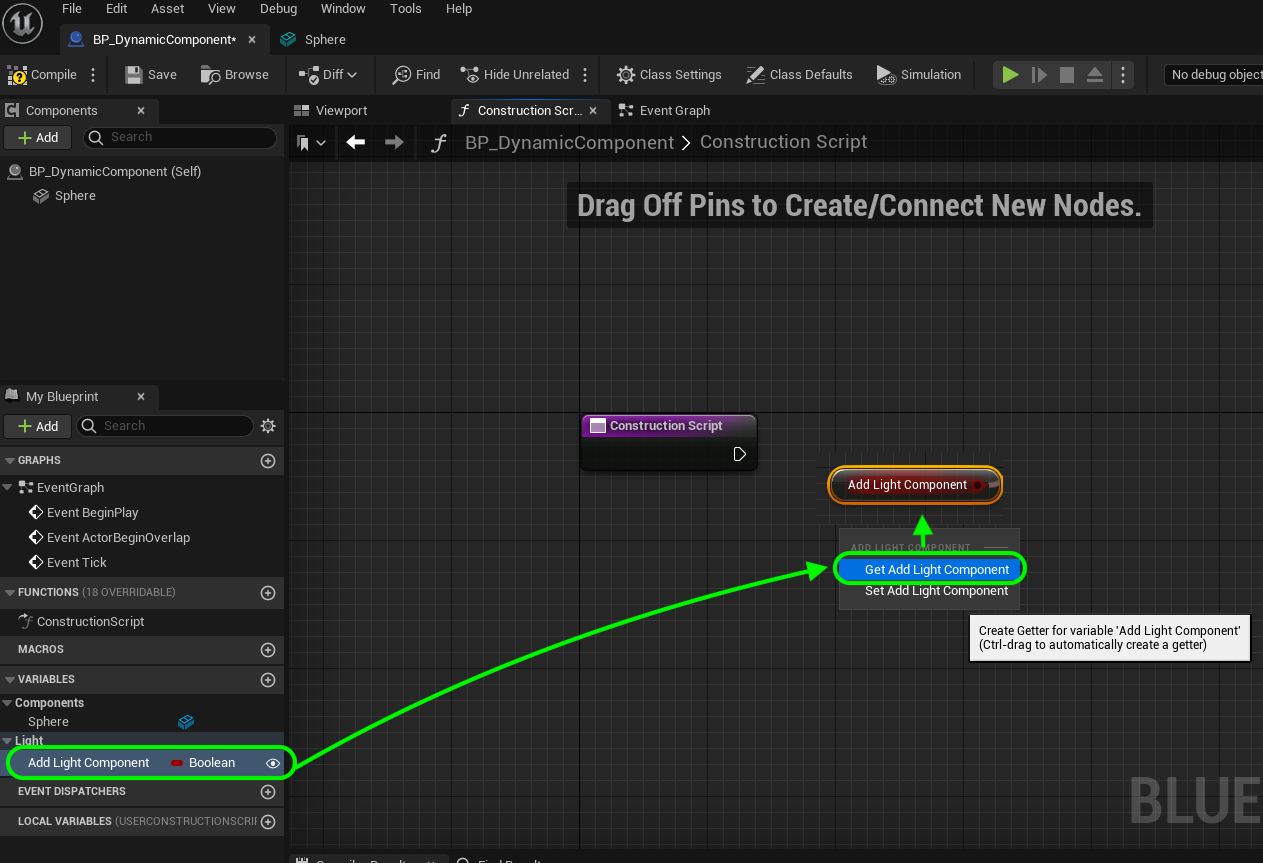 File Edit Asset View Debug Window Tools Help
BP_DynamicComponent* Sphere
Compile Save Browse Diff Find Hide Unrelated Class Settings Class Defaults Simulation No debug object
Components Viewport Construction Scr... Event Graph
Add Search
BP_DynamicComponent Construction Script
BP_DynamicComponent (Self)
Sphere
Drag Off Pins to Create/Connect New Nodes.
My Blueprint
Add Search
GRAPHS
EventGraph
Event BeginPlay
Event ActorBeginOverlap
Event Tick
FUNCTIONS (18 OVERRIDABLE)
ConstructionScript
MACROS
VARIABLES
Components
Sphere
Light
Add Light Component Boolean
EVENT DISPATCHERS
LOCAL VARIABLES (USERCONSTRUCTIONSCRIP
Construction Script
Add Light Component
ADD LIGHT COMPONENT
Get Add Light Component
Set Add Light Component
Create Getter for variable 'Add Light Component'
(Ctrl-drag to automatically create a getter)
BLUE